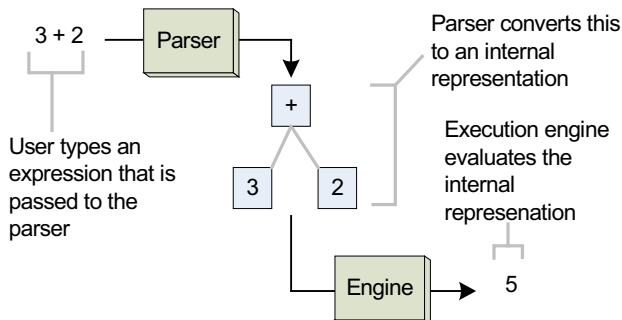 3 + 2
Parser
Parser converts this
to an internal
representation
+
User types an
expression that is
passed to the
parser
3
2
Execution engine
evaluates the
internal
represenation
Engine
5